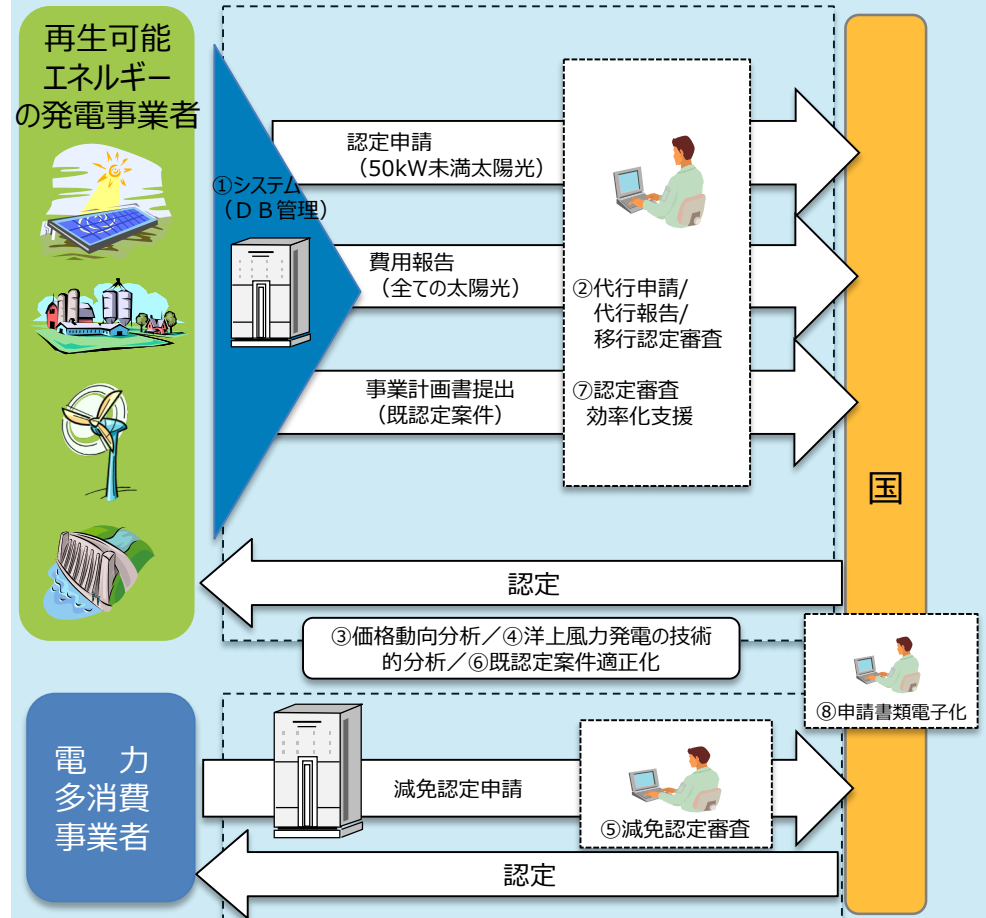 再生可能
エネルギー
の発電事業者
①システム
（ＤＢ管理）
認定申請
（50kW未満太陽光）
費用報告
（全ての太陽光）
事業計画書提出
（既認定案件）
②代行申請/
代行報告/
移行認定審査
⑦認定審査
効率化支援
国
認定
③価格動向分析／④洋上風力発電の技術
的分析／⑥既認定案件適正化
⑧申請書類電子化
電　力
多消費
事業者
減免認定申請
⑤減免認定審査
認定